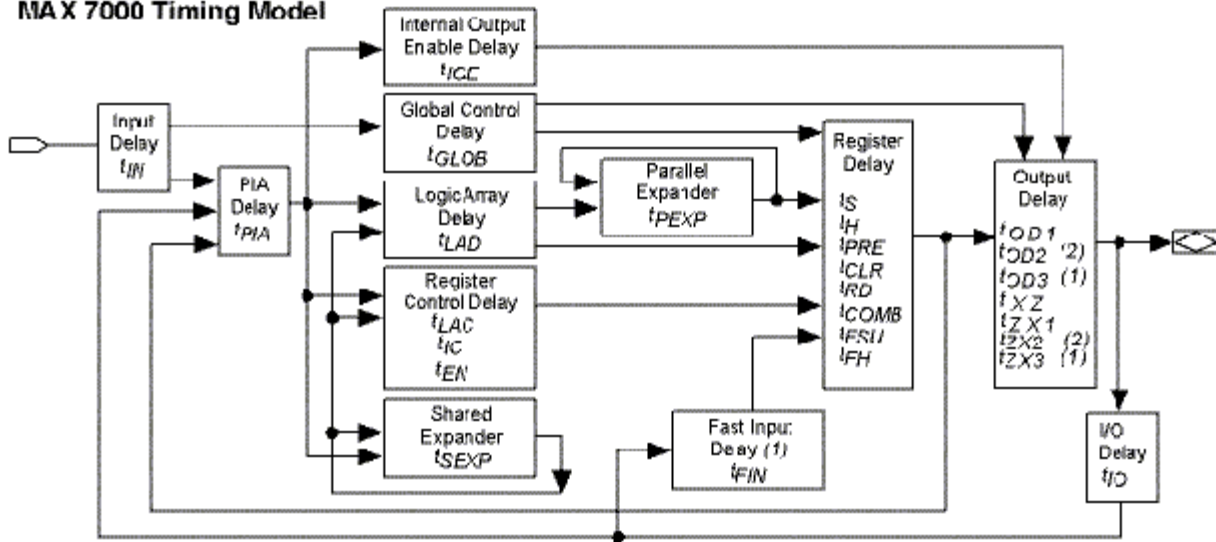 MAX 7000 Timing Model
Internal Output
Enable Delay
tIOE
Input
Delay
tIN
Global Control
Delay
tGLOB
Register
Delay
tS
tH
tPRE
tCLR
tRD
tCOMB
tFSU
tFH
PIA
Delay
tPIA
Logic Array
Delay
tLAD
Parallel
Expander
tPEXP
Output
Delay
tOD1
tOD2 (2)
tOD3 (1)
tXZ
tZX1
tZX2 (2)
tZX3 (1)
Register
Control Delay
tLAC
tIC
tEN
Shared
Expander
tSEXP
Fast Input
Delay (1)
tFIN
I/O
Delay
tIO